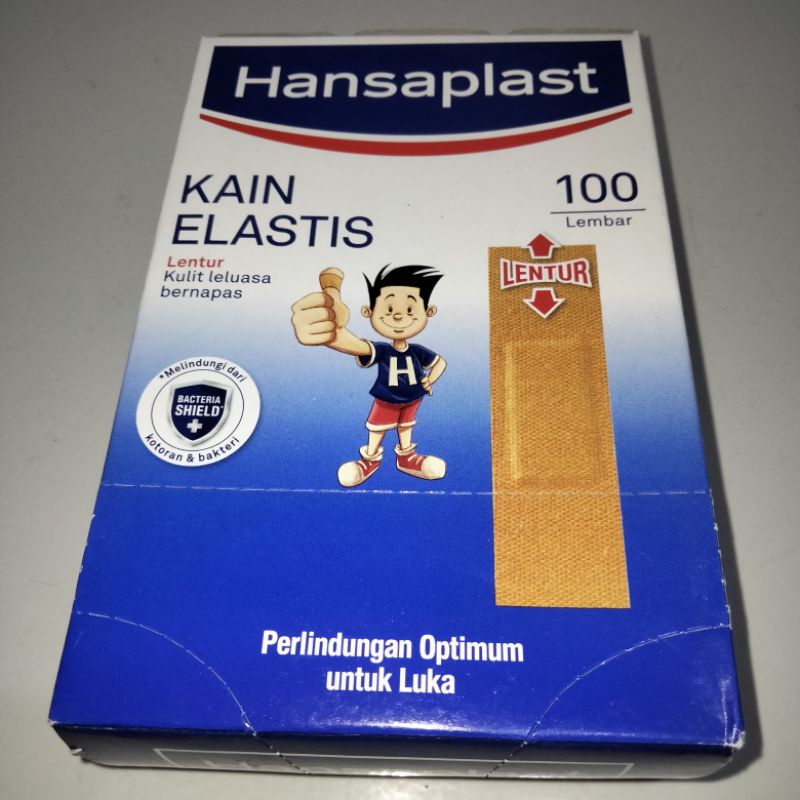 Hansaplast
KAIN
ELASTIS
100
Lembar
Lentur
Kulit leluasa
bernapas
LENTUR
H
*Melindungi dari
BACTERIA
SHIELD
kotoran & bakteri
Perlindungan Optimum
untuk Luka